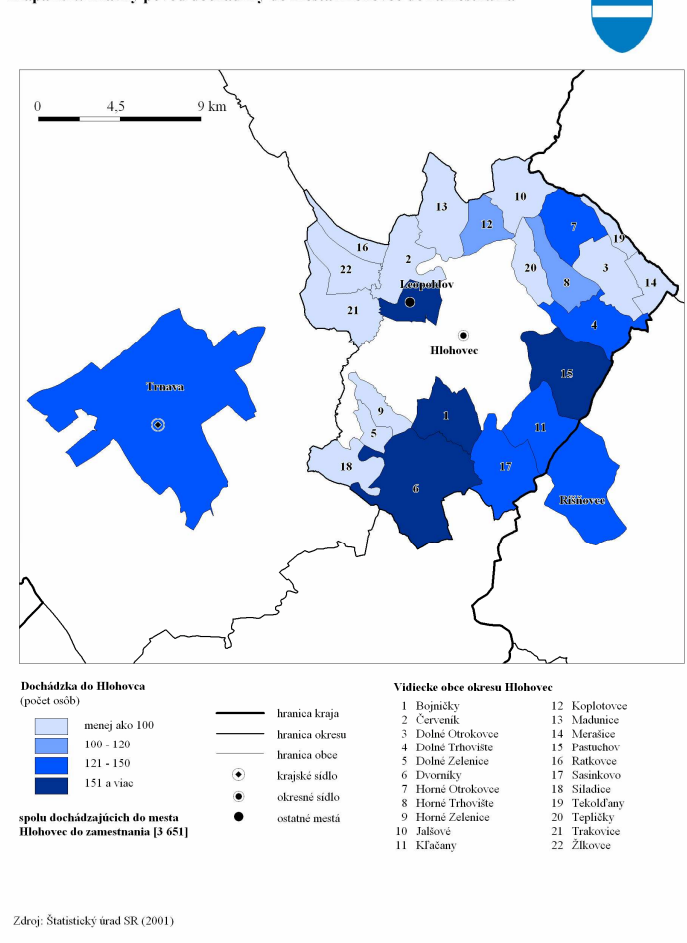 0 4,5 9 km
10
13
12
7
19
16
2
20
3
22
8
14
Leopoldov
21
4
Hlohovec
15
Trnava
9
1
11
5
18
6
17
Rišňovce
Dochádzka do Hlohovca
(počet osôb)
menej ako 100
100 - 120
121 - 150
151 a viac
spolu dochádzajúcich do mesta
Hlohovec do zamestnania [3 651]
hranica kraja
hranica okresu
hranica obce
krajské sídlo
okresné sídlo
ostatné mestá
Vidiecke obce okresu Hlohovec
1 Bojničky
2 Červeník
3 Dolné Otrokovce
4 Dolné Trhovište
5 Dolné Zelenice
6 Dvorníky
7 Horné Otrokovce
8 Horné Trhovište
9 Horné Zelenice
10 Jalšové
11 Kľačany
12 Koplotovce
13 Madunice
14 Merašice
15 Pastuchov
16 Ratkovce
17 Sasinkovo
18 Siladice
19 Tekolďany
20 Tepličky
21 Trakovice
22 Žlkovce
Zdroj: Štatistický úrad SR (2001)